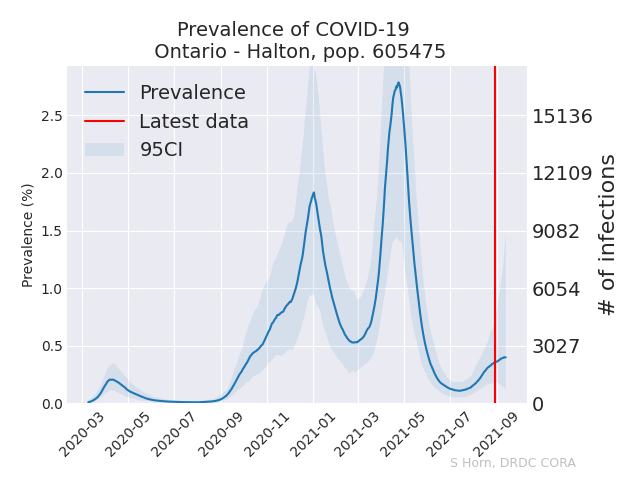 Prevalence of COVID-19
Ontario - Halton, pop. 605475
Prevalence
Latest data
95CI
Prevalence (%)
2.5
2.0
1.5
1.0
0.5
0.0
15136
12109
9082
6054
3027
0
# of infections
2020-03
2020-05
2020-07
2020-09
2020-11
2021-01
2021-03
2021-05
2021-07
2021-09
S Horn, DRDC CORA